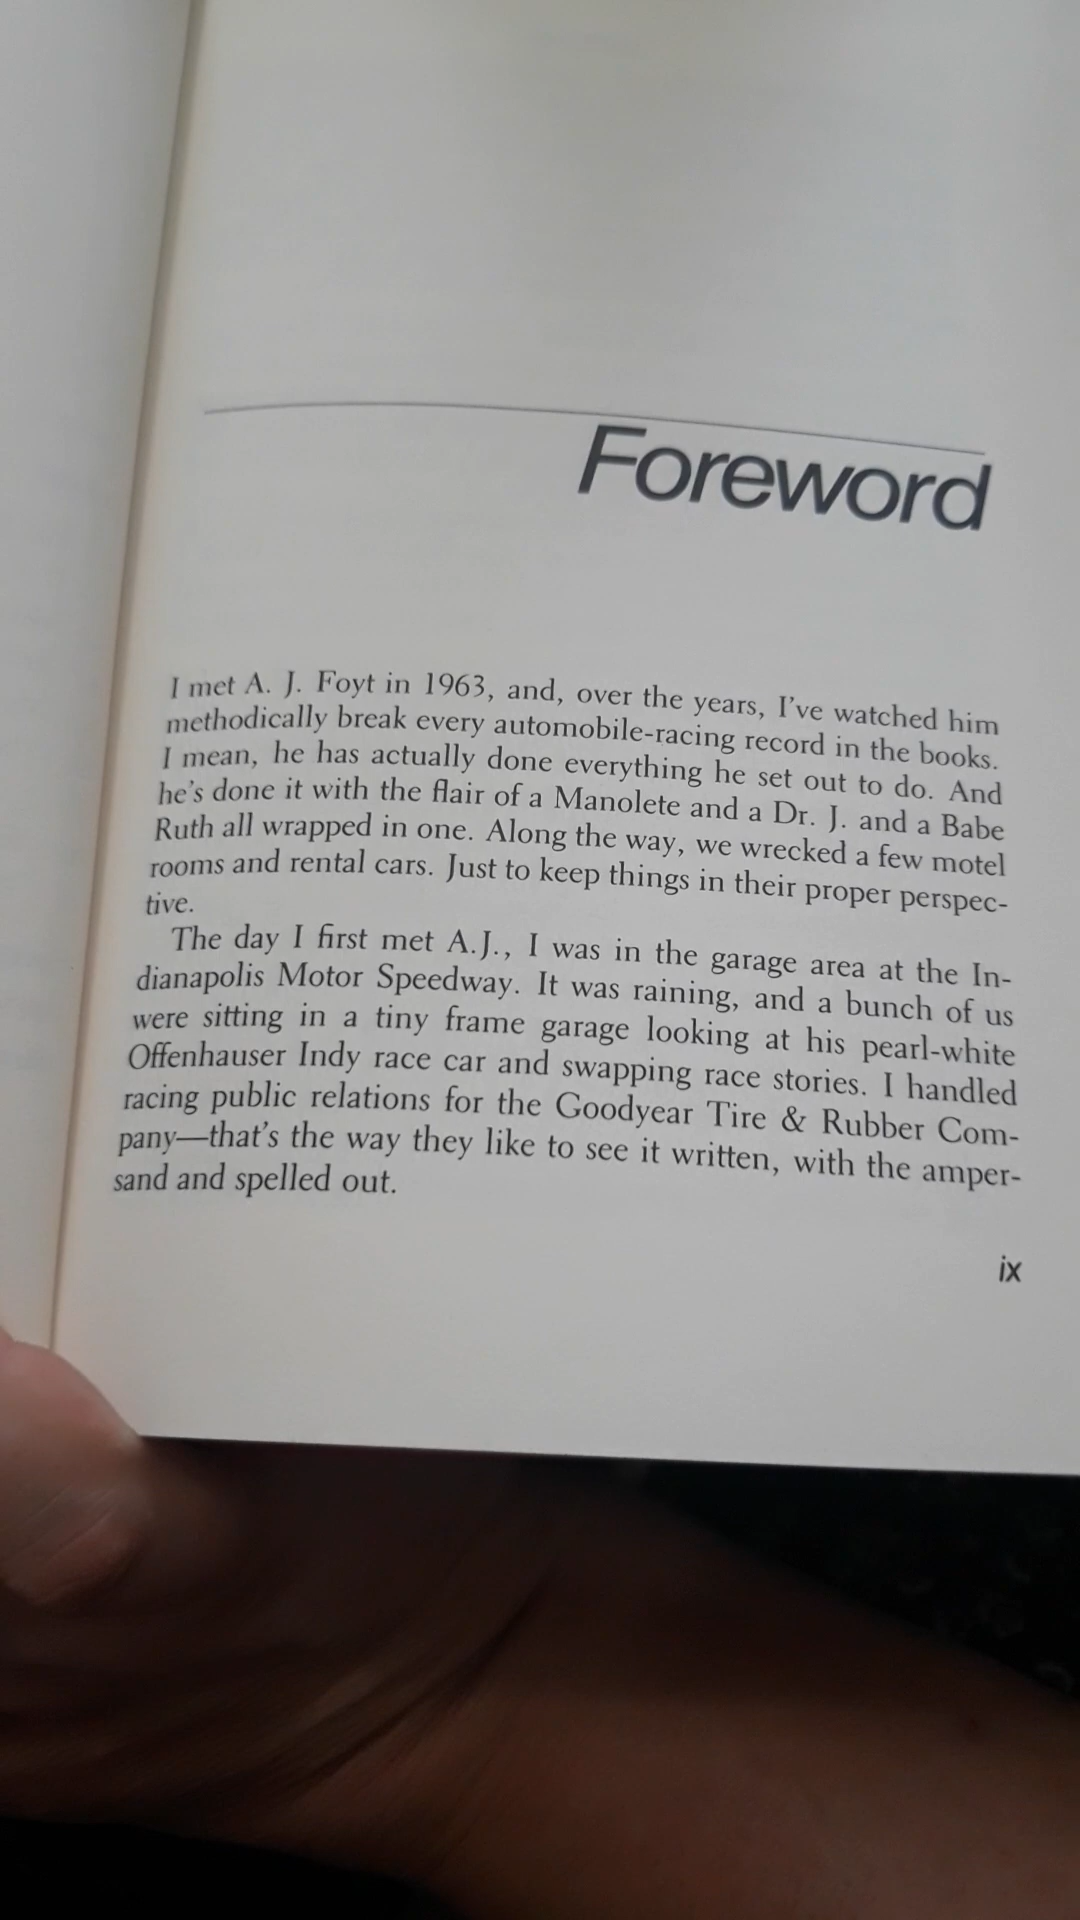 Foreword
I met A. J. Foyt in 1963, and, over the years, I've watched him
methodically break every automobile-racing record in the books.
I mean, he has actually done everything he set out to do. And
he's done it with the flair of a Manolete and a Dr. J. and a Babe
Ruth all wrapped in one. Along the way, we wrecked a few motel
rooms and rental cars. Just to keep things in their proper perspec-
tive.
The day I first met A.J., I was in the garage area at the In-
dianapolis Motor Speedway. It was raining, and a bunch of us
were sitting in a tiny frame garage looking at his pearl-white
Offenhauser Indy race car and swapping race stories. I handled
racing public relations for the Goodyear Tire & Rubber Com-
pany—that's the way they like to see it written, with the amper-
sand and spelled out.
ix